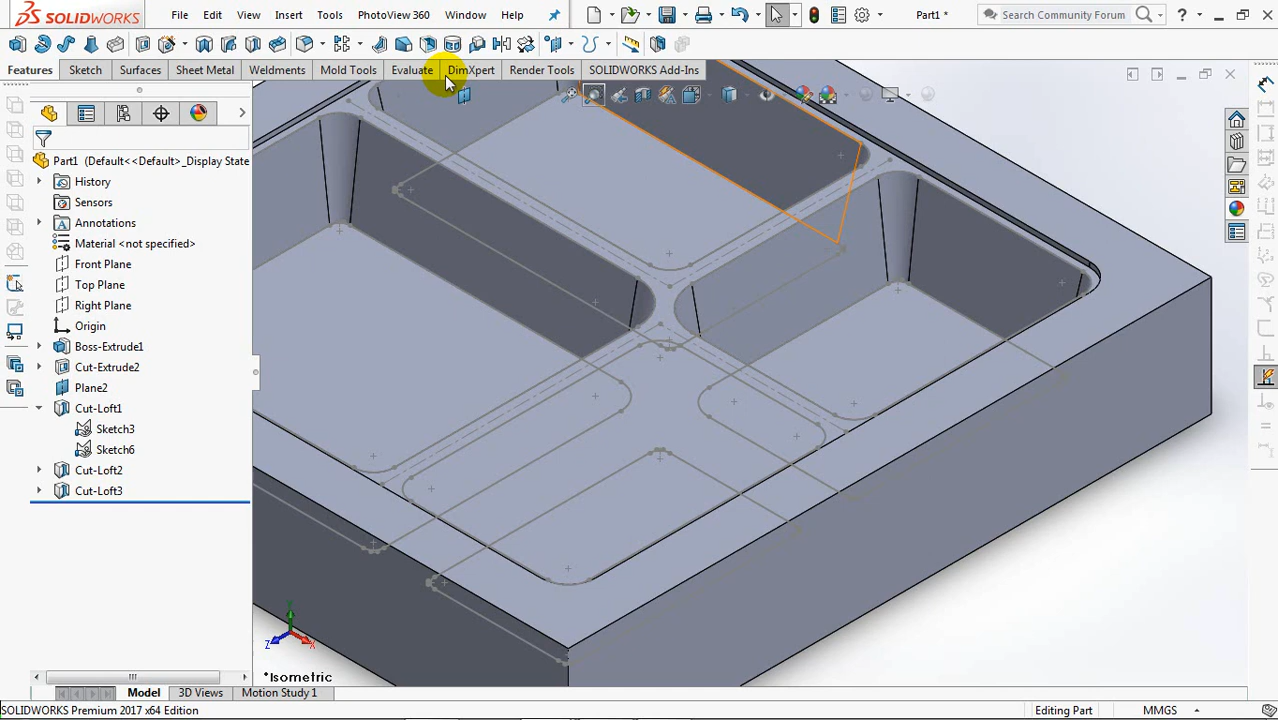 SOLIDWORKS File Edit View Insert Tools PhotoView 360 Window Help Part1 * Search Community Forum ?
Features Sketch Surfaces Sheet Metal Weldments Mold Tools Evaluate DimXpert Render Tools SOLIDWORKS Add-Ins
Part1 (Default<<Default>_Display State
History
Sensors
Annotations
Material <not specified>
Front Plane
Top Plane
Right Plane
Origin
Boss-Extrude1
Cut-Extrude2
Plane2
Cut-Loft1
Sketch3
Sketch6
Cut-Loft2
Cut-Loft3
Y
Z X
*Isometric
Model 3D Views Motion Study 1
SOLIDWORKS Premium 2017 x64 Edition Editing Part MMGS